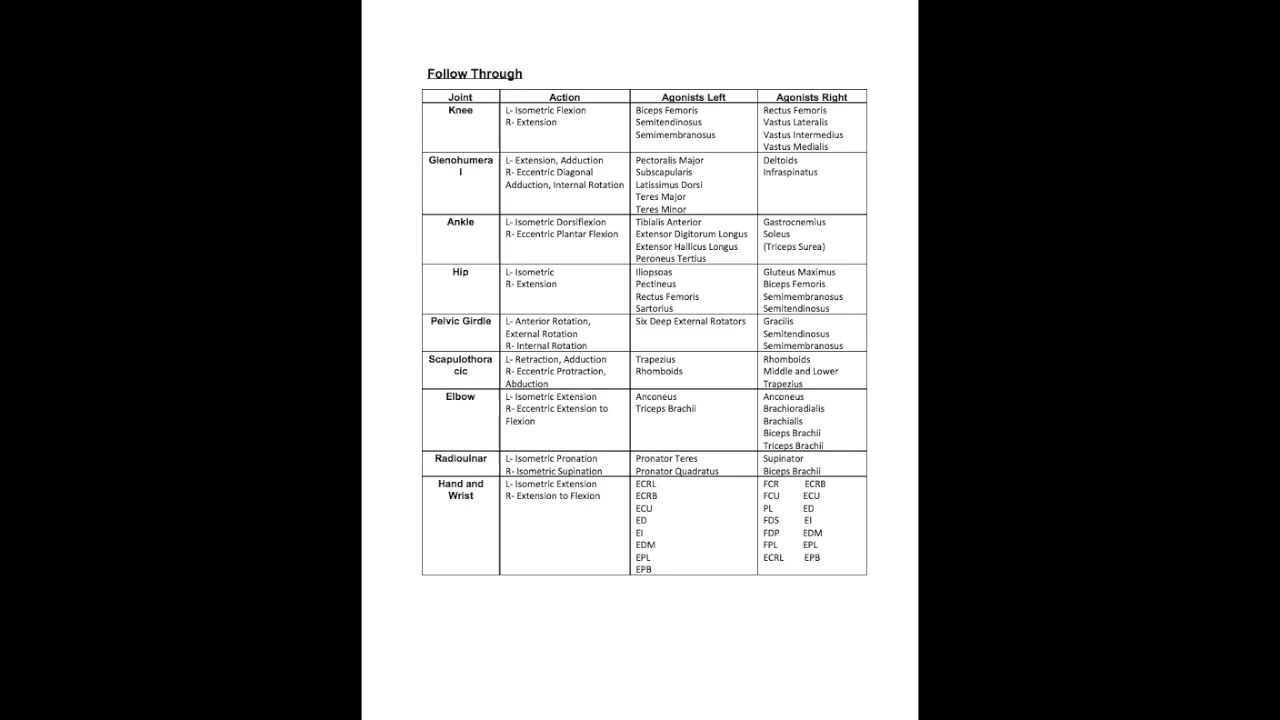 Follow Through
Joint Action Agonists Left Agonists Right
Knee L- Isometric Flexion Biceps Femoris Rectus Femoris
R- Extension Semitendinosus Vastus Lateralis
Semimembranosus Vastus Intermedius
Vastus Medialis
Glenohumera L- Extension, Adduction Pectoralis Major Deltoids
l R- Eccentric Diagonal Subscapularis Infraspinatus
Adduction, Internal Rotation Latissimus Dorsi
Teres Major
Teres Minor
Ankle L- Isometric Dorsiflexion Tibialis Anterior Gastrocnemius
R- Eccentric Plantar Flexion Extensor Digitorum Longus Soleus
Extensor Hallicus Longus (Triceps Surea)
Peroneus Tertius
Hip L- Isometric Iliopsoas Gluteus Maximus
R- Extension Pectineus Biceps Femoris
Rectus Femoris Semimembranosus
Sartorius Semitendinosus
Pelvic Girdle L- Anterior Rotation, Six Deep External Rotators Gracilis
External Rotation Semitendinosus
R- Internal Rotation Semimembranosus
Scapulothora L- Retraction, Adduction Trapezius Rhomboids
cic R- Eccentric Protraction, Rhomboids Middle and Lower
Abduction Trapezius
Elbow L- Isometric Extension Anconeus Anconeus
R- Eccentric Extension to Triceps Brachii Brachioradialis
Flexion Brachialis
Biceps Brachii
Triceps Brachii
Radioulnar L- Isometric Pronation Pronator Teres Supinator
R- Isometric Supination Pronator Quadratus Biceps Brachii
Hand and L- Isometric Extension ECRL FCR ECRB
Wrist R- Extension to Flexion ECRB FCU ECU
ECU PL ED
ED FDS EI
EI FDP EDM
EDM FPL EPL
EPL ECRL EPB
EPB